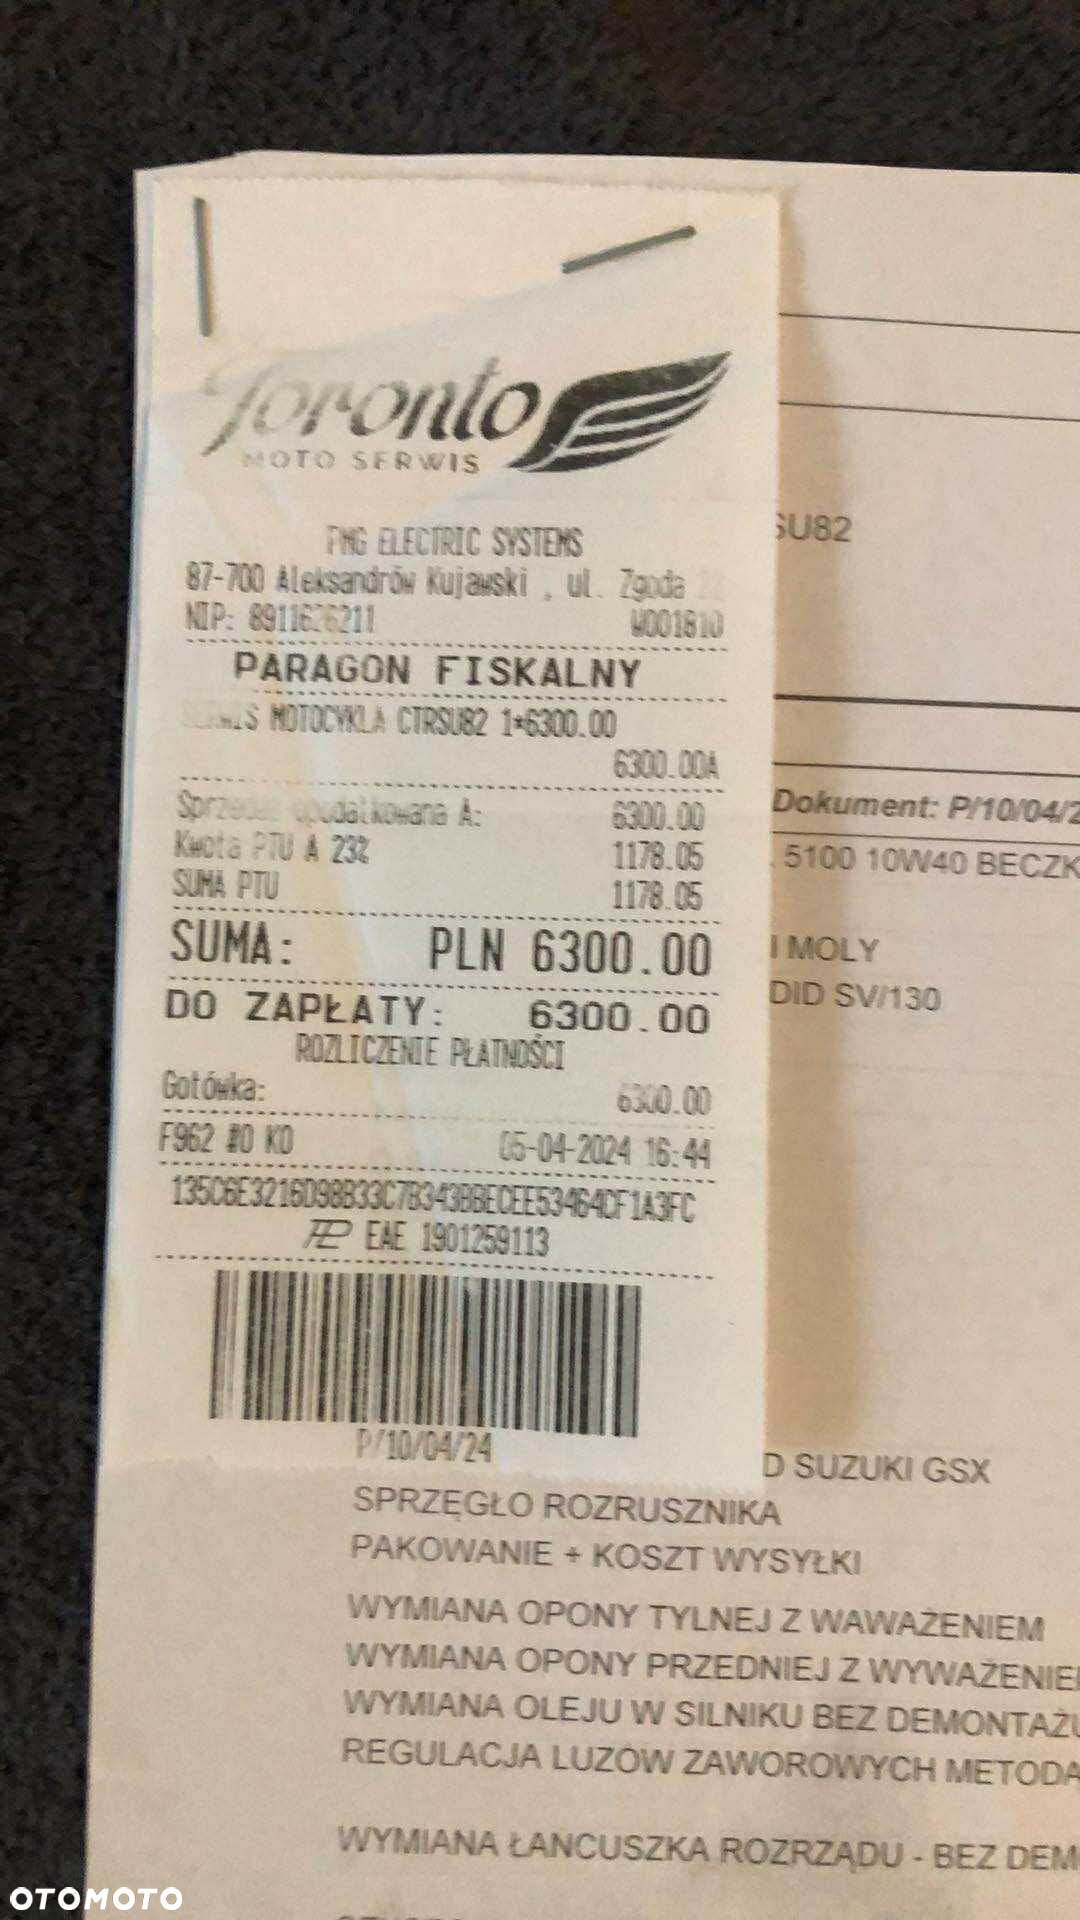 Toronto
MOTO SERWIS
PMG ELECTRIC SYSTEMS
87-700 Aleksandrów Kujawski , ul. Zgoda
NIP: 8911626211 W001810
PARAGON FISKALNY
MOTOCYKLA CTRSU82 1*6300.00
6300.00A
Sprzedaż opodatkowana A: 6300.00
Kwota PTU A 23% 1178.05
SUMA PTU 1178.05
SUMA: PLN 6300.00
DO ZAPŁATY: 6300.00
ROZLICZENIE PŁATNOŚCI
Gotówka: 6300.00
F962 #0 KO 05-04-2024 16:44
135C6E3216D98B33C7B343BBECEE53464CF1A3FC
EAE 1901259113
P/10/04/24
SU82
Dokument: P/10/04/2
5100 10W40 BECZK
I MOLY
DID SV/130
D SUZUKI GSX
SPRZĘGŁO ROZRUSZNIKA
PAKOWANIE + KOSZT WYSYŁKI
WYMIANA OPONY TYLNEJ Z WAWAŻENIEM
WYMIANA OPONY PRZEDNIEJ Z WYWAŻENIEM
WYMIANA OLEJU W SILNIKU BEZ DEMONTAŻU
REGULACJA LUZÓW ZAWOROWYCH METODĄ
WYMIANA ŁAŃCUSZKA ROZRZĄDU - BEZ DEM
OTOMOTO